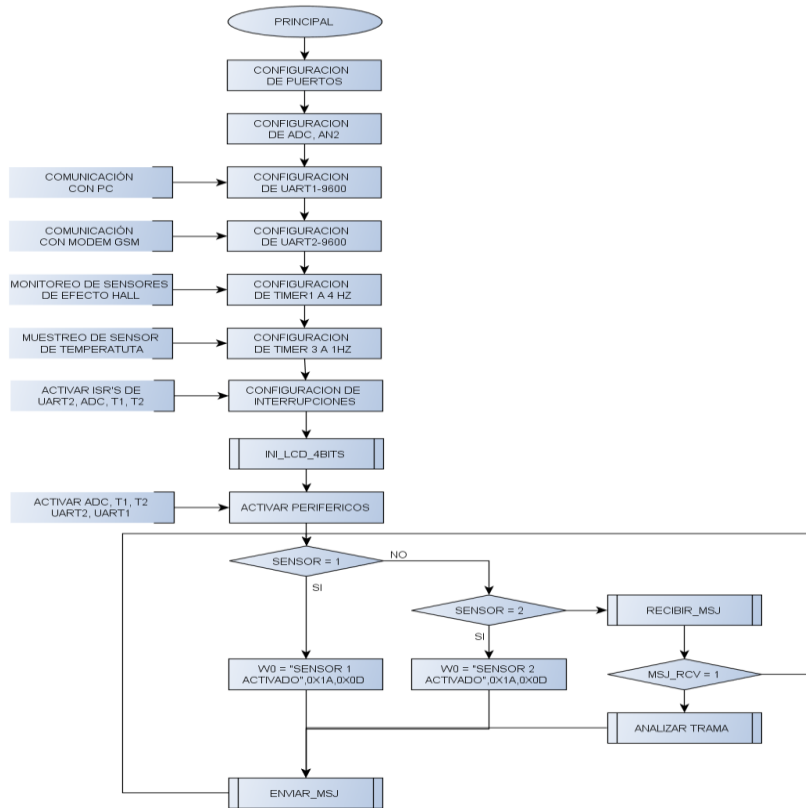 PRINCIPAL
CONFIGURACION
DE PUERTOS
CONFIGURACION
DE ADC, AN2
COMUNICACIÓN
CON PC
CONFIGURACION
DE UART1-9600
COMUNICACIÓN
CON MODEM GSM
CONFIGURACION
DE UART2-9600
MONITOREO DE SENSORES
DE EFECTO HALL
CONFIGURACION
DE TIMER1 A 4 HZ
MUESTREO DE SENSOR
DE TEMPERATUTA
CONFIGURACION
DE TIMER 3 A 1HZ
ACTIVAR ISR'S DE
UART2, ADC, T1, T2
CONFIGURACION DE
INTERRUPCIONES
INI_LCD_4BITS
ACTIVAR ADC, T1, T2
UART2, UART1
ACTIVAR PERIFERICOS
SENSOR = 1
NO
SI
SENSOR = 2
SI
RECIBIR_MSJ
W0 = "SENSOR 1
ACTIVADO",0X1A,0X0D
W0 = "SENSOR 2
ACTIVADO",0X1A,0X0D
MSJ_RCV = 1
ANALIZAR TRAMA
ENVIAR_MSJ